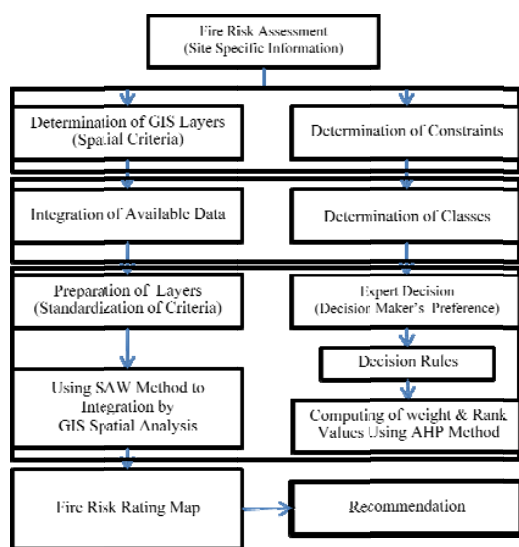 Fire Risk Assessment
(Site Specific Information)
Determination of GIS Layers
(Spatial Criteria)
Determination of Constraints
Integration of Available Data
Determination of Classes
Preparation of Layers
(Standardization of Criteria)
Expert Decision
(Decision Maker's Preference)
Decision Rules
Using SAW Method to
Integration by
GIS Spatial Analysis
Computing of weight & Rank
Values Using AHP Method
Fire Risk Rating Map
Recommendation